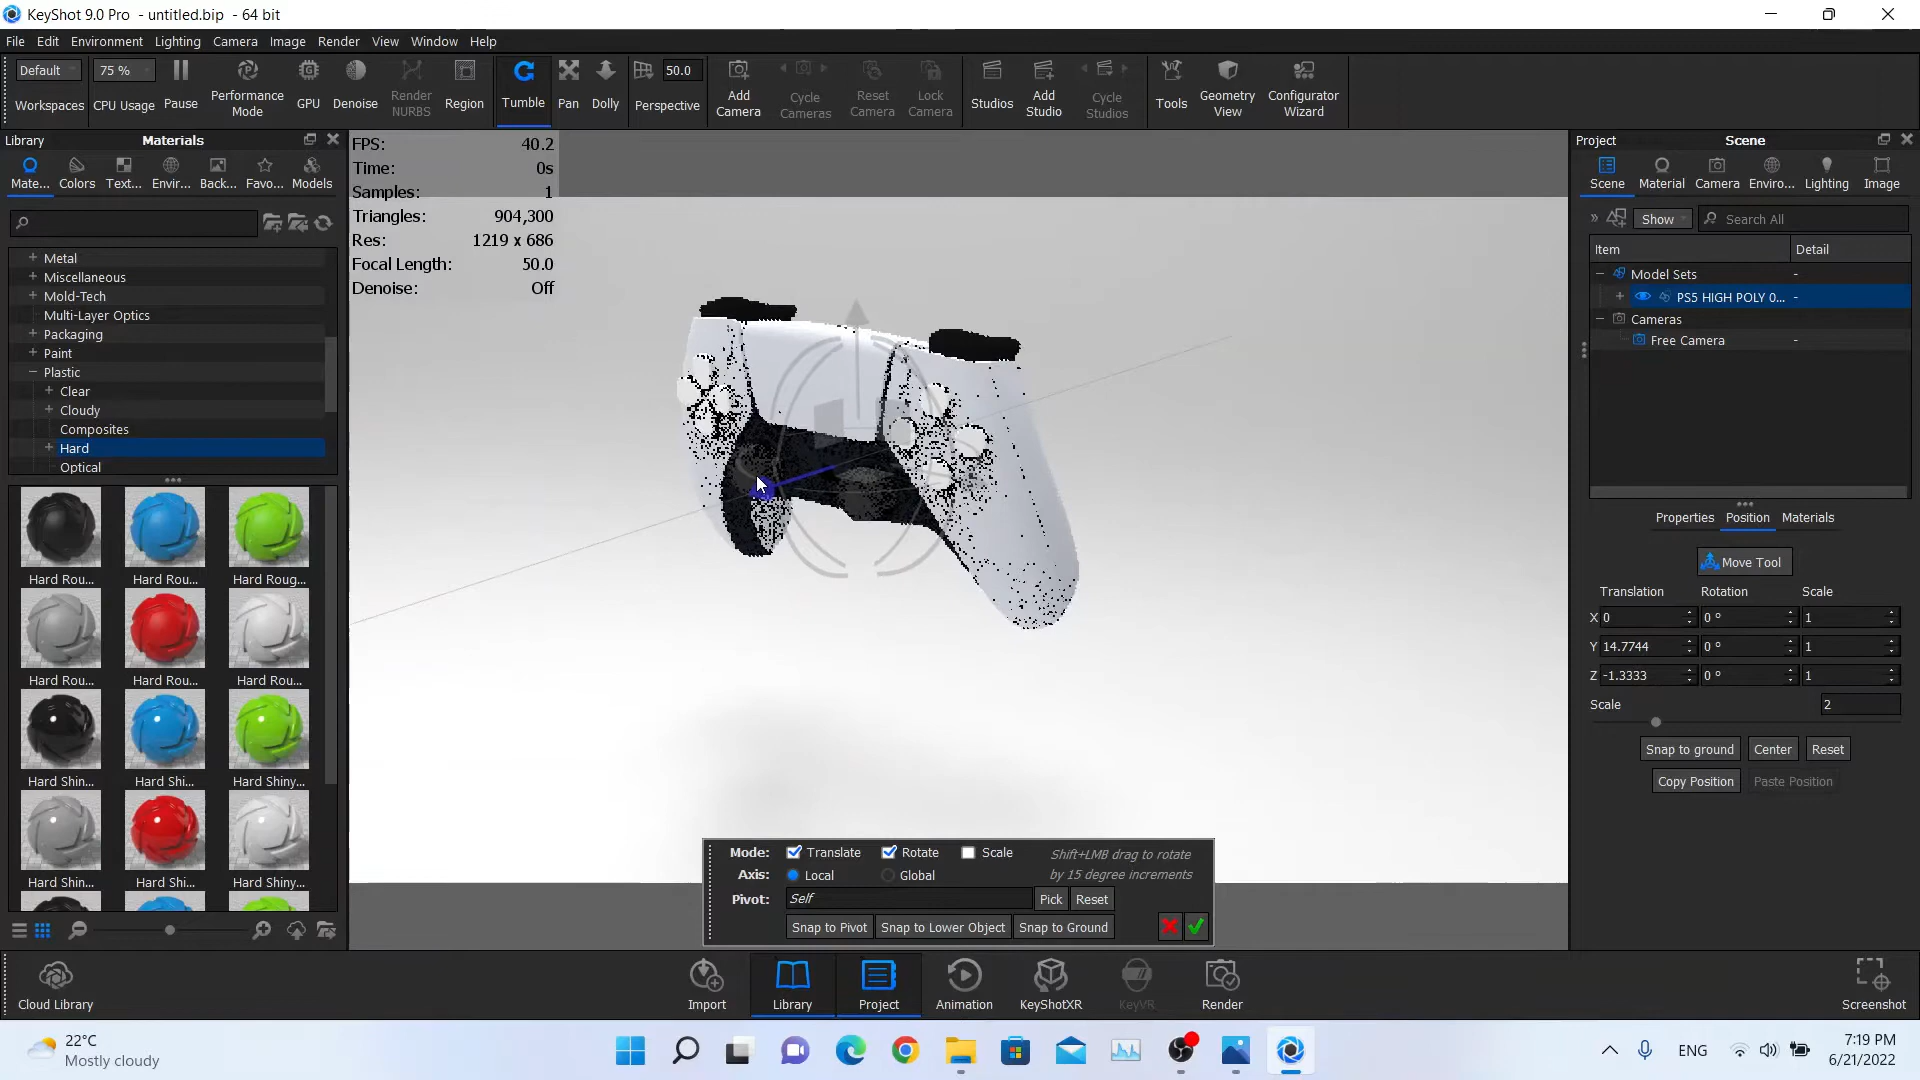 KeyShot 9.0 Pro - untitled.bip - 64 bit
File Edit Environment Lighting Camera Image Render View Window Help
Default 75 % 50.0
Workspaces CPU Usage Pause Performance Mode GPU Denoise Render NURBS Region Tumble Pan Dolly Perspective Add Camera Cycle Cameras Reset Camera Lock Camera Studios Add Studio Cycle Studios Tools Geometry View Configurator Wizard
Library Materials
Mate... Colors Text... Envir... Back... Favo... Models
Metal
Miscellaneous
Mold-Tech
Multi-Layer Optics
Packaging
Paint
Plastic
Clear
Cloudy
Composites
Hard
Optical
Hard Rou... Hard Rou... Hard Roug...
Hard Rou... Hard Rou... Hard Rou...
Hard Shin... Hard Shi... Hard Shiny...
Hard Shin... Hard Shi... Hard Shiny...
FPS: 40.2
Time: 0s
Samples: 1
Triangles: 904,300
Res: 1219 x 686
Focal Length: 50.0
Denoise: Off
Mode: Translate Rotate Scale Shift+LMB drag to rotate
Axis: Local Global by 15 degree increments
Pivot: Self Pick Reset
Snap to Pivot Snap to Lower Object Snap to Ground
Project Scene
Scene Material Camera Enviro... Lighting Image
Show Search All
Item Detail
Model Sets -
PS5 HIGH POLY 0... -
Cameras
Free Camera -
Properties Position Materials
Move Tool
Translation Rotation Scale
X 0 0 ° 1
Y 14.7744 0 ° 1
Z -1.3333 0 ° 1
Scale 2
Snap to ground Center Reset
Copy Position Paste Position
Cloud Library Import Library Project Animation KeyShotXR KeyVR Render Screenshot
22°C
Mostly cloudy
ENG
7:19 PM
6/21/2022